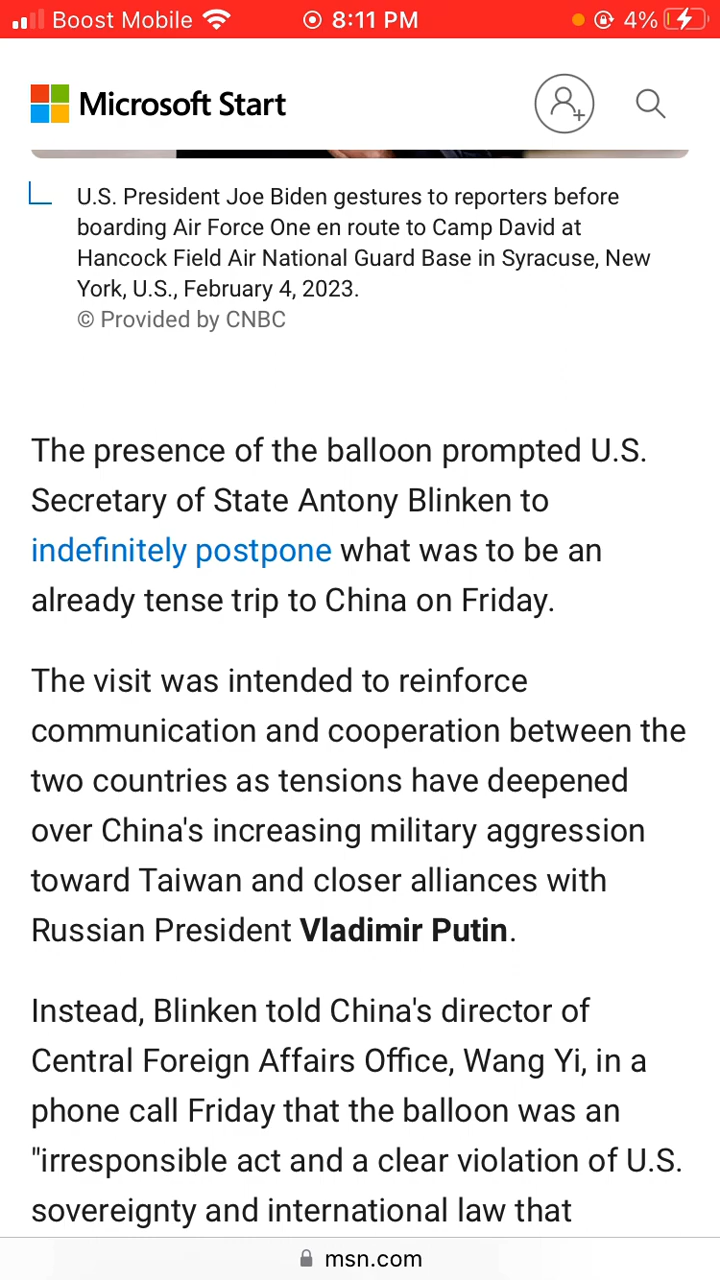 Boost Mobile 8:11 PM 4%
Microsoft Start
U.S. President Joe Biden gestures to reporters before
boarding Air Force One en route to Camp David at
Hancock Field Air National Guard Base in Syracuse, New
York, U.S., February 4, 2023.
© Provided by CNBC
The presence of the balloon prompted U.S.
Secretary of State Antony Blinken to
indefinitely postpone what was to be an
already tense trip to China on Friday.
The visit was intended to reinforce
communication and cooperation between the
two countries as tensions have deepened
over China's increasing military aggression
toward Taiwan and closer alliances with
Russian President Vladimir Putin.
Instead, Blinken told China's director of
Central Foreign Affairs Office, Wang Yi, in a
phone call Friday that the balloon was an
"irresponsible act and a clear violation of U.S.
sovereignty and international law that
msn.com